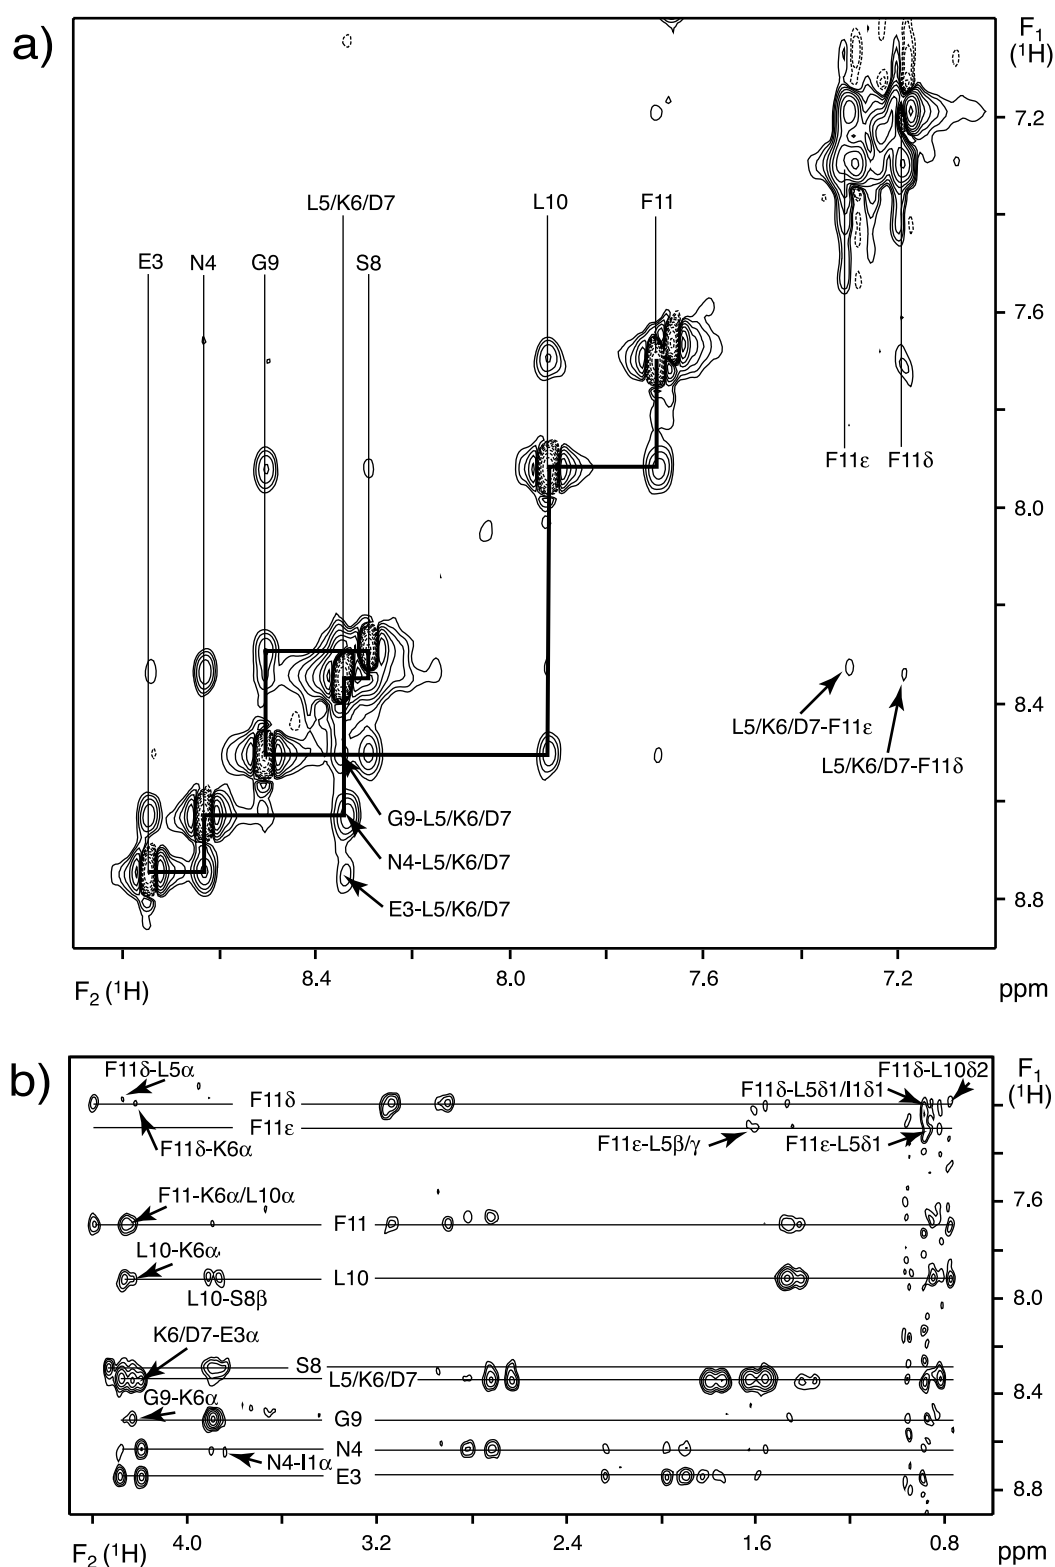 a)
F1
(1H)
7.2
L5/K6/D7
L10
F11
E3
N4
G9
S8
7.6
F11ε
F11δ
8.0
8.4
L5/K6/D7-F11ε
L5/K6/D7-F11δ
G9-L5/K6/D7
N4-L5/K6/D7
E3-L5/K6/D7
8.8
8.4
8.0
7.6
7.2
F2 (1H)
ppm
b)
F1
(1H)
F11δ-L5α
F11δ-L10δ2
F11δ
F11δ-L5δ1/I1δ1
F11ε
F11δ-K6α
F11ε-L5β/γ
F11ε-L5δ1
7.6
F11-K6α/L10α
F11
L10-K6α
L10
L10-S8β
8.0
K6/D7-E3α
S8
L5/K6/D7
8.4
G9-K6α
G9
N4
N4-I1α
E3
8.8
4.0
3.2
2.4
1.6
0.8
F2 (1H)
ppm